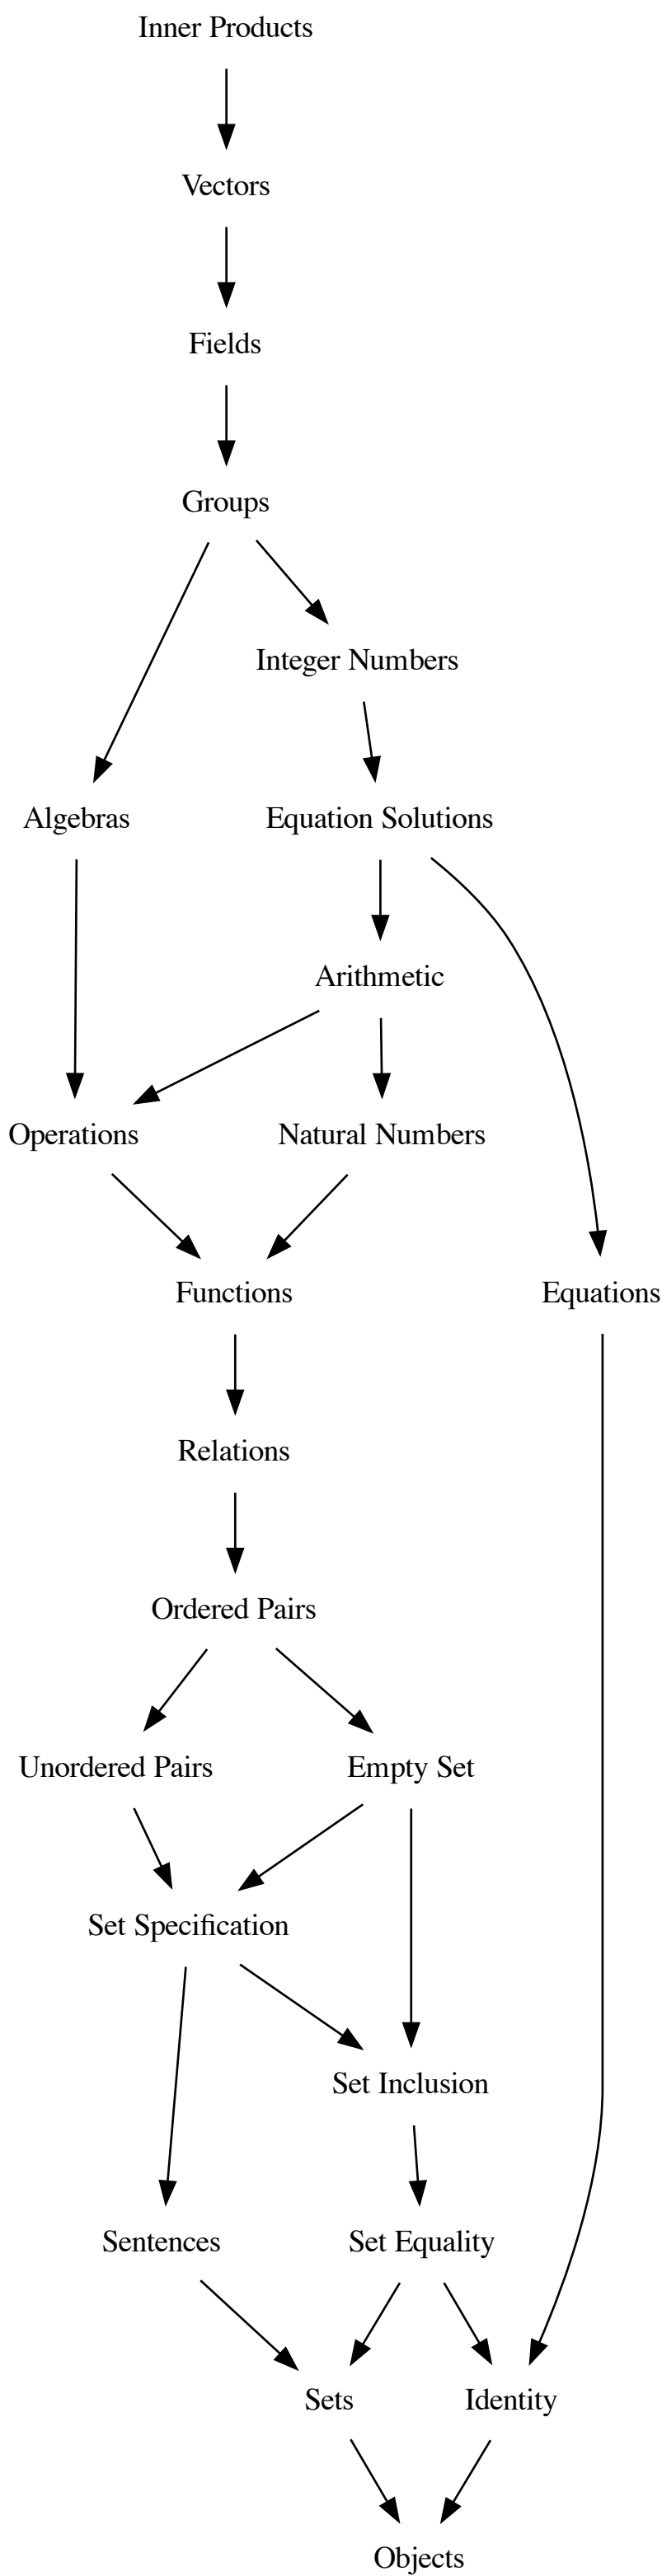 Inner Products
Vectors
Fields
Groups
Integer Numbers
Algebras
Equation Solutions
Arithmetic
Operations
Natural Numbers
Functions
Equations
Relations
Ordered Pairs
Unordered Pairs
Empty Set
Set Specification
Set Inclusion
Sentences
Set Equality
Sets
Identity
Objects